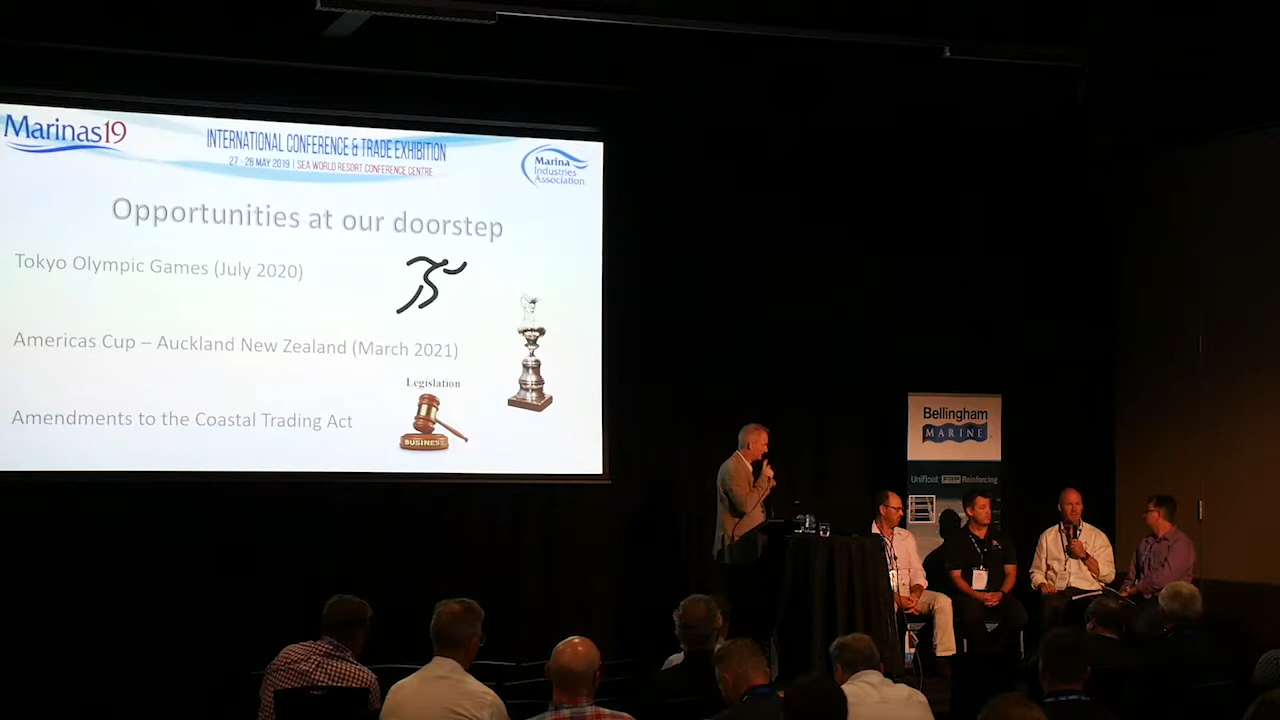 Marinas19
INTERNATIONAL CONFERENCE & TRADE EXHIBITION
27 - 28 MAY 2019 | SEA WORLD RESORT CONFERENCE CENTRE
Marina
Industries
Association
Opportunities at our doorstep
Tokyo Olympic Games (July 2020)
Americas Cup – Auckland New Zealand (March 2021)
Legislation
Amendments to the Coastal Trading Act
BUSINESS
Bellingham
MARINE
Unifloat FRP Reinforcing